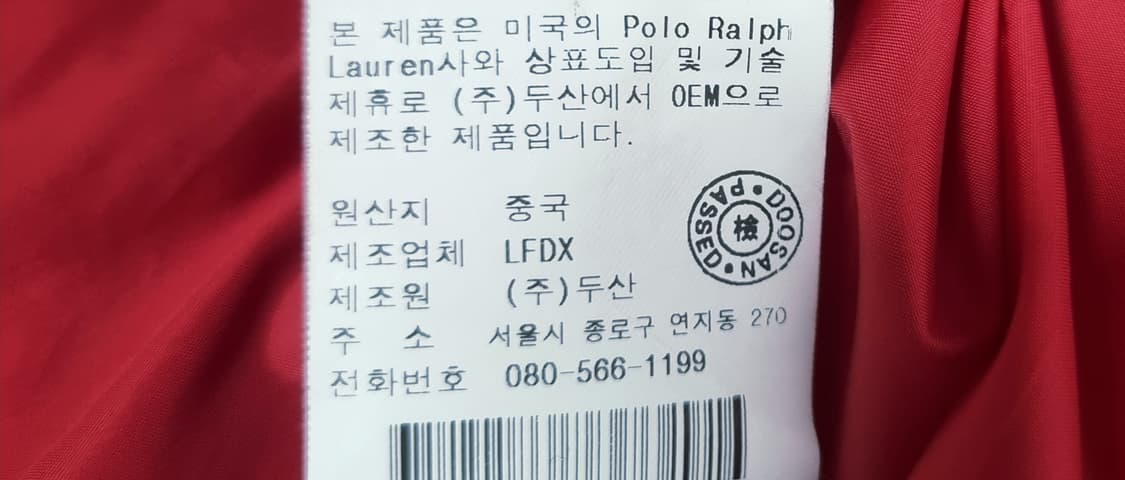 본 제품은 미국의 Polo Ralph
Lauren사와 상표도입 및 기술
제휴로 (주)두산에서 OEM으로
제조한 제품입니다.
원산지 중국
제조업체 LFDX
제조원 (주)두산
주 소 서울시 종로구 연지동 270
전화번호 080-566-1199
DOOSAN • PASSED •
檢